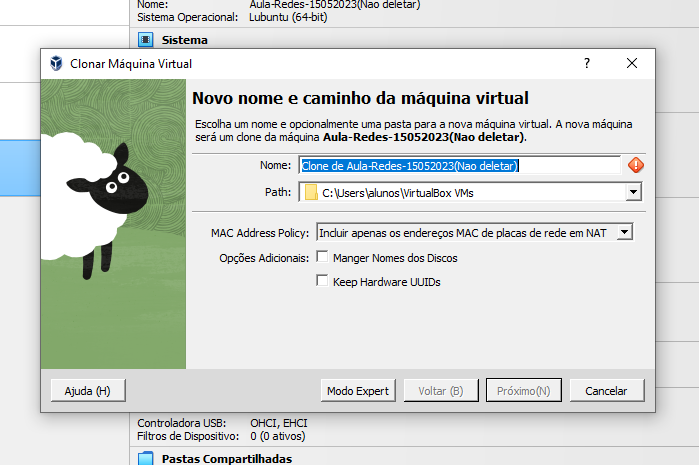 Nome: Aula-Redes-15052023(Nao deletar)
Sistema Operacional: Lubuntu (64-bit)
Sistema
Clonar Máquina Virtual
?
Novo nome e caminho da máquina virtual
Escolha um nome e opcionalmente uma pasta para a nova máquina virtual. A nova máquina
será um clone da máquina Aula-Redes-15052023(Nao deletar).
Nome: Clone de Aula-Redes-15052023(Nao deletar)
Path: C:\Users\alunos\VirtualBox VMs
MAC Address Policy: Incluir apenas os endereços MAC de placas de rede em NAT
Opções Adicionais: Manger Nomes dos Discos
Keep Hardware UUIDs
Ajuda (H) Modo Expert Voltar (B) Próximo(N) Cancelar
Controladora USB: OHCI, EHCI
Filtros de Dispositivo: 0 (0 ativos)
Pastas Compartilhadas